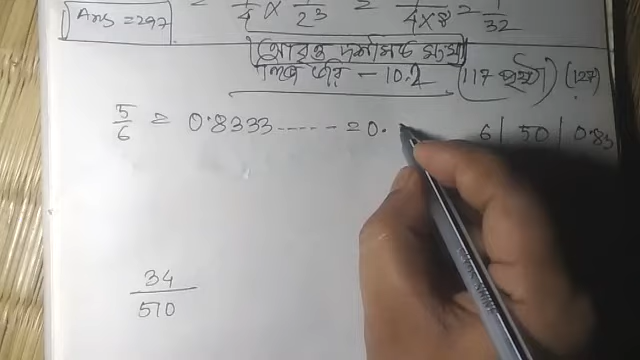 Ans = 297
= 1/4 × 1/2³ = 1/4×8 = 1/32
আবৃত্ত দশমিক সংখ্যা
10.2 (117 পৃষ্ঠা) (127)
5/6 = 0.8333------ = 0.
6 | 50 | 0.83
34/510